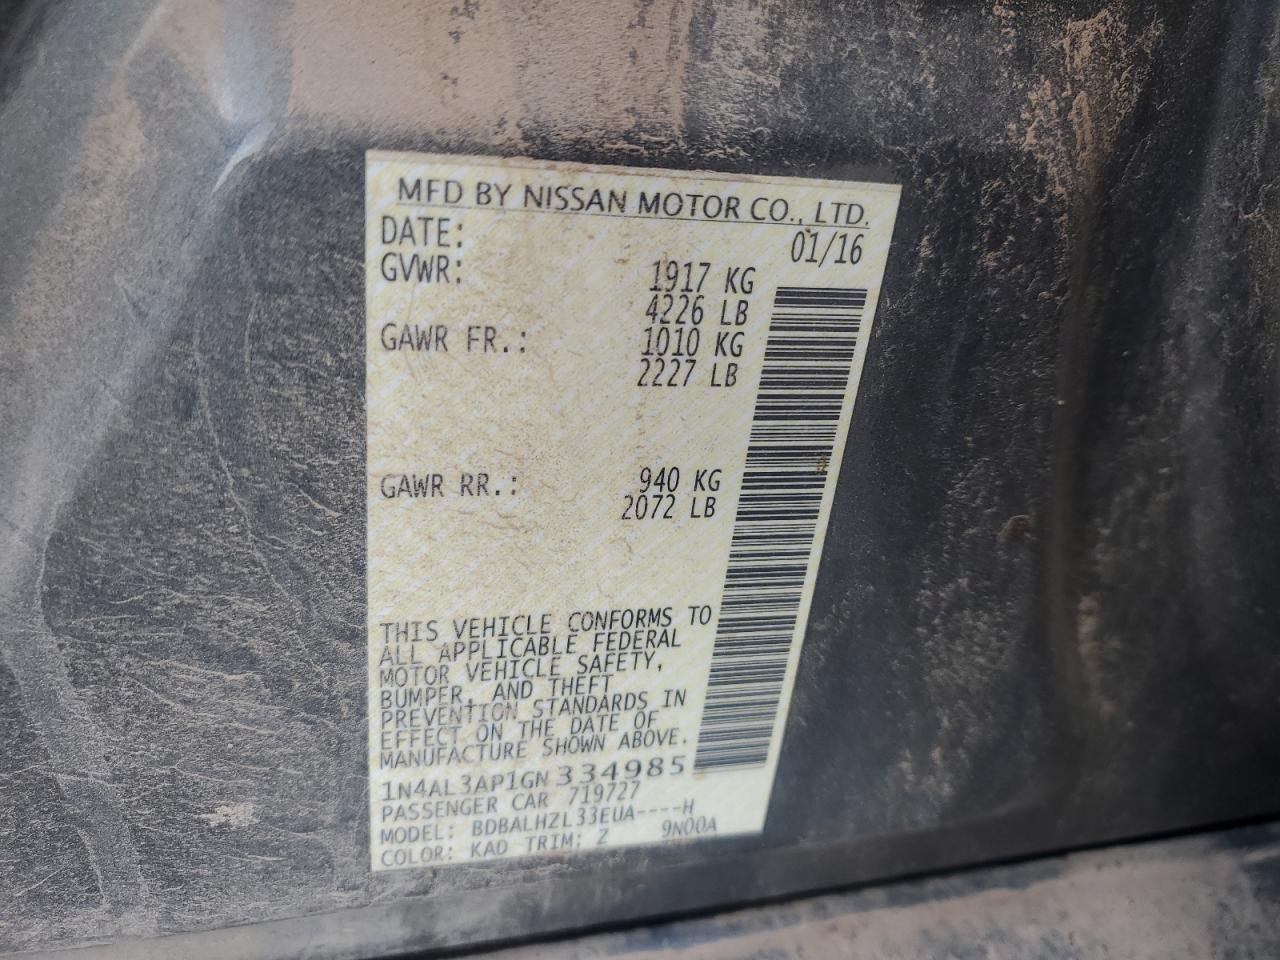 MFD BY NISSAN MOTOR CO., LTD.
DATE: 01/16
GVWR: 1917 KG
4226 LB
GAWR FR.: 1010 KG
2227 LB
GAWR RR.: 940 KG
2072 LB
THIS VEHICLE CONFORMS TO
ALL APPLICABLE FEDERAL
MOTOR VEHICLE SAFETY,
BUMPER, AND THEFT
PREVENTION STANDARDS IN
EFFECT ON THE DATE OF
MANUFACTURE SHOWN ABOVE.
1N4AL3AP1GN334985
PASSENGER CAR 719727
MODEL: BDBALHZL33EUA----H
COLOR: KAD TRIM: Z 9N00A